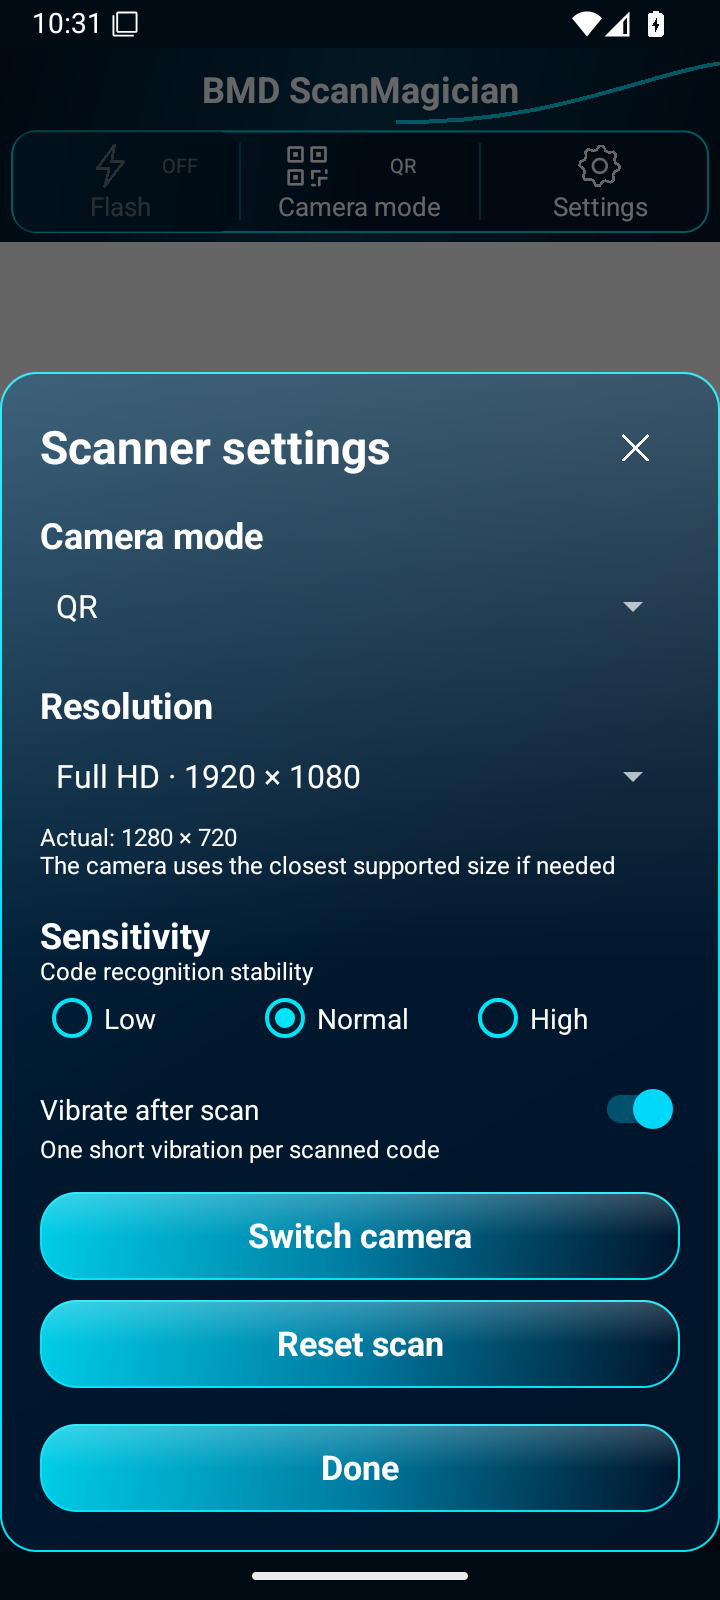 10:31
BMD ScanMagician
OFF
Flash
QR
Camera mode
Settings
Scanner settings
Camera mode
QR
Resolution
Full HD · 1920 × 1080
Actual: 1280 × 720
The camera uses the closest supported size if needed
Sensitivity
Code recognition stability
Low
Normal
High
Vibrate after scan
One short vibration per scanned code
Switch camera
Reset scan
Done